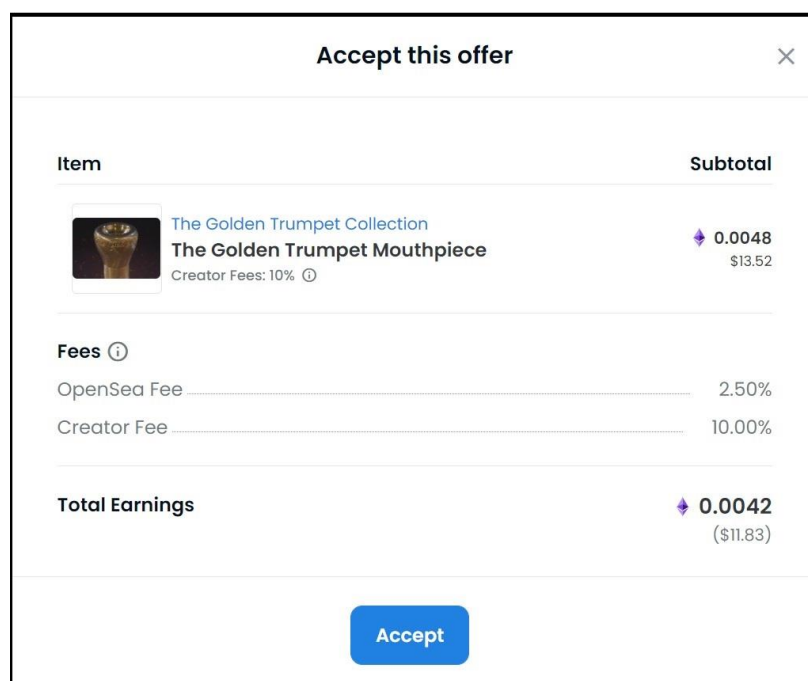 Accept this offer
Item Subtotal
The Golden Trumpet Collection
The Golden Trumpet Mouthpiece
Creator Fees: 10%
0.0048
$13.52
Fees
OpenSea Fee 2.50%
Creator Fee 10.00%
Total Earnings 0.0042
($11.83)
Accept